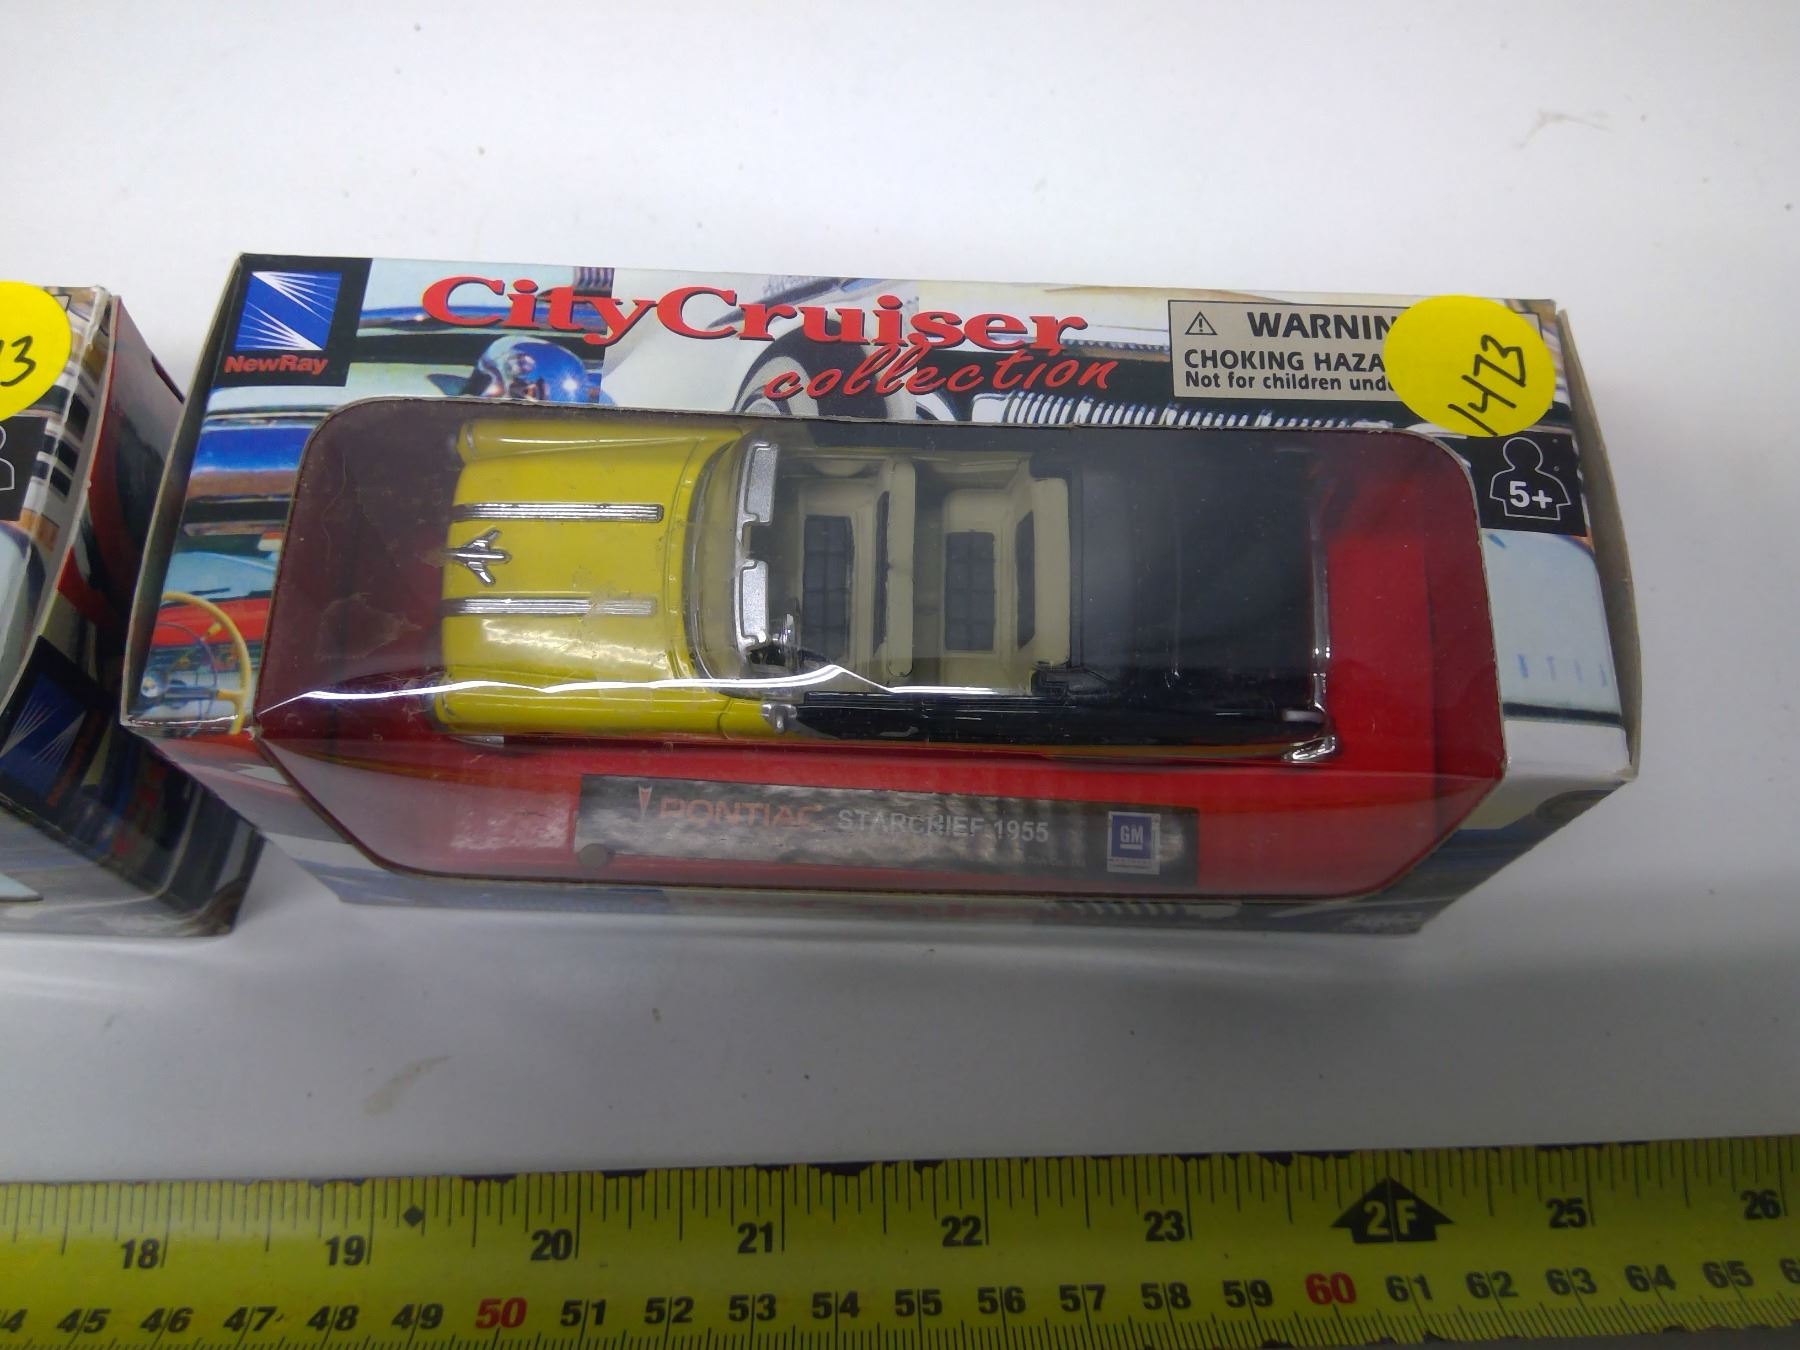 NewRay
CityCruiser
collection
WARNIN
CHOKING HAZA
Not for children und
1473
13
5+
PONTIAC STARCHIEF 1955
GM
18 19 20 21 22 23 2F 25 26
45 46 47 48 49 50 51 52 53 54 55 56 57 58 59 60 61 62 63 64 65